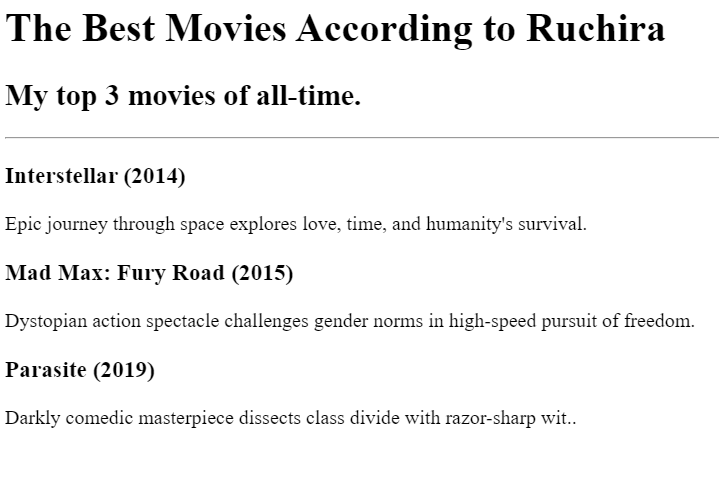 The Best Movies According to Ruchira
My top 3 movies of all-time.
Interstellar (2014)
Epic journey through space explores love, time, and humanity's survival.
Mad Max: Fury Road (2015)
Dystopian action spectacle challenges gender norms in high-speed pursuit of freedom.
Parasite (2019)
Darkly comedic masterpiece dissects class divide with razor-sharp wit..